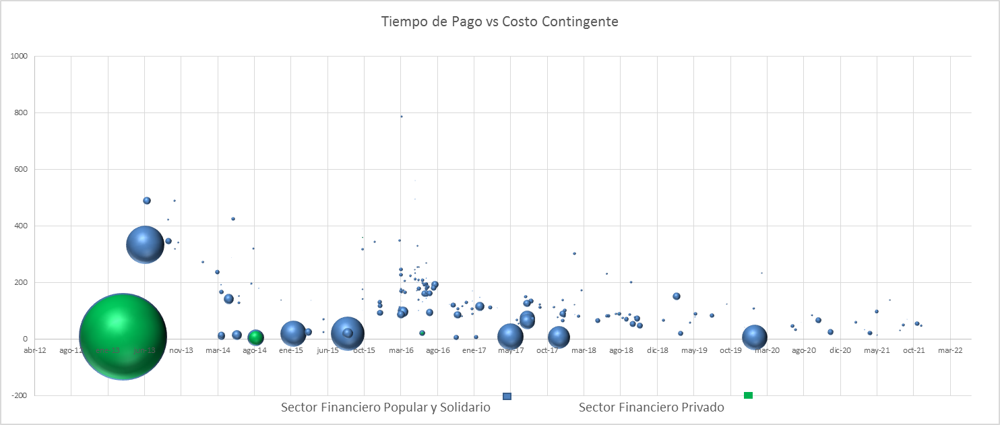 Tiempo de Pago vs Costo Contingente
1000
800
600
400
200
0
abr-12 ago-12 ene-13 jun-13 nov-13 mar-14 ago-14 ene-15 jun-15 oct-15 mar-16 ago-16 ene-17 may-17 oct-17 mar-18 ago-18 dic-18 may-19 oct-19 mar-20 ago-20 dic-20 may-21 oct-21 mar-22
-200
Sector Financiero Popular y Solidario Sector Financiero Privado